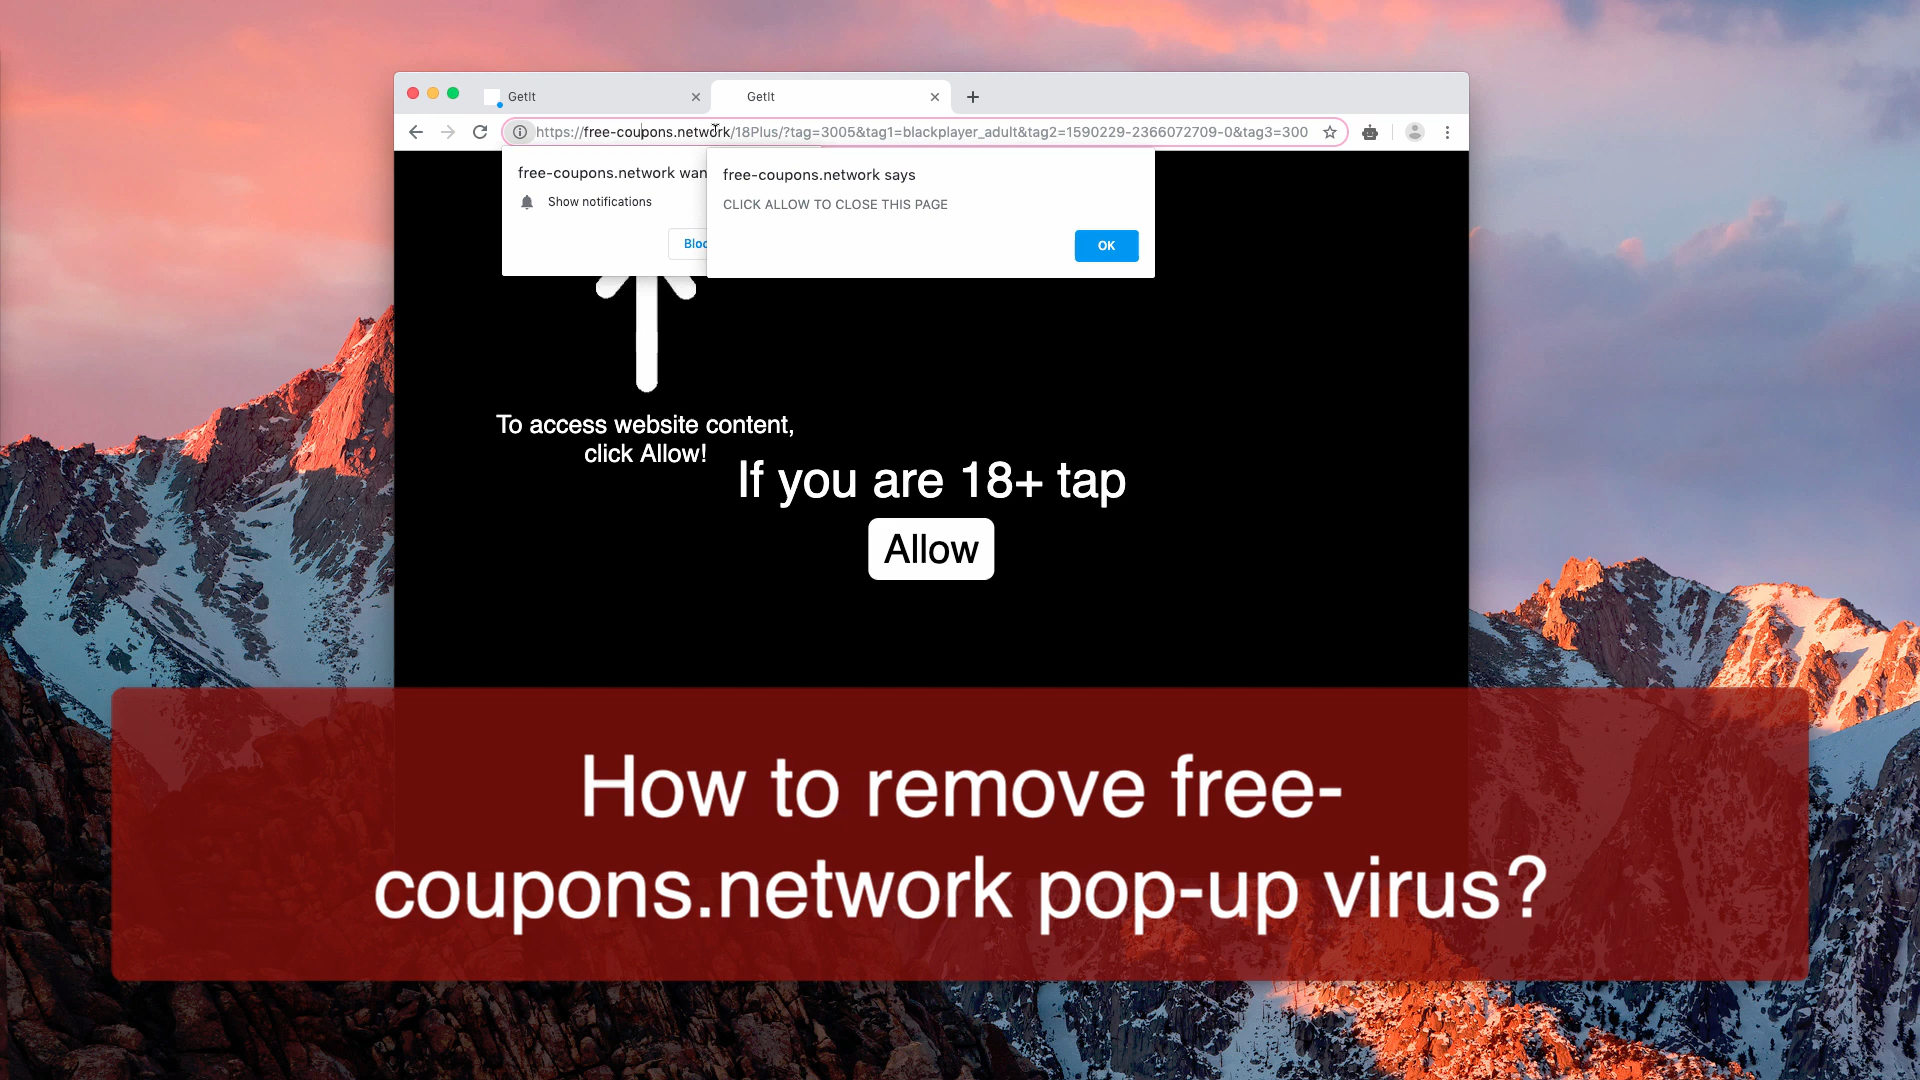 GetIt
GetIt
https://free-coupons.network/18Plus/?tag=3005&tag1=blackplayer_adult&tag2=1590229-2366072709-0&tag3=300
free-coupons.network wan
Show notifications
Bloc
free-coupons.network says
CLICK ALLOW TO CLOSE THIS PAGE
OK
To access website content,
click Allow!
If you are 18+ tap
Allow
How to remove free-
coupons.network pop-up virus?